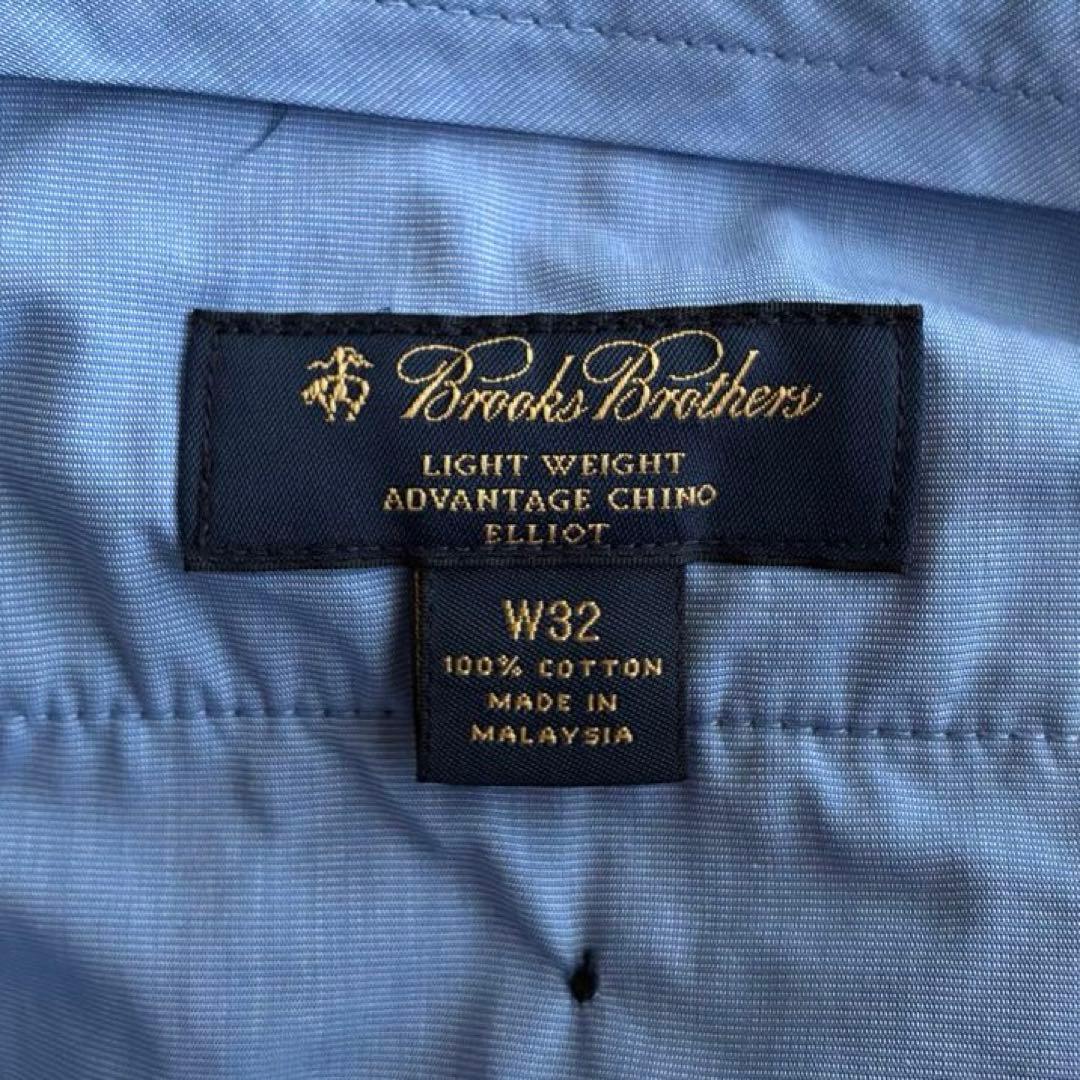 Brooks Brothers
LIGHT WEIGHT
ADVANTAGE CHINO
ELLIOT
W32
100% COTTON
MADE IN
MALAYSIA